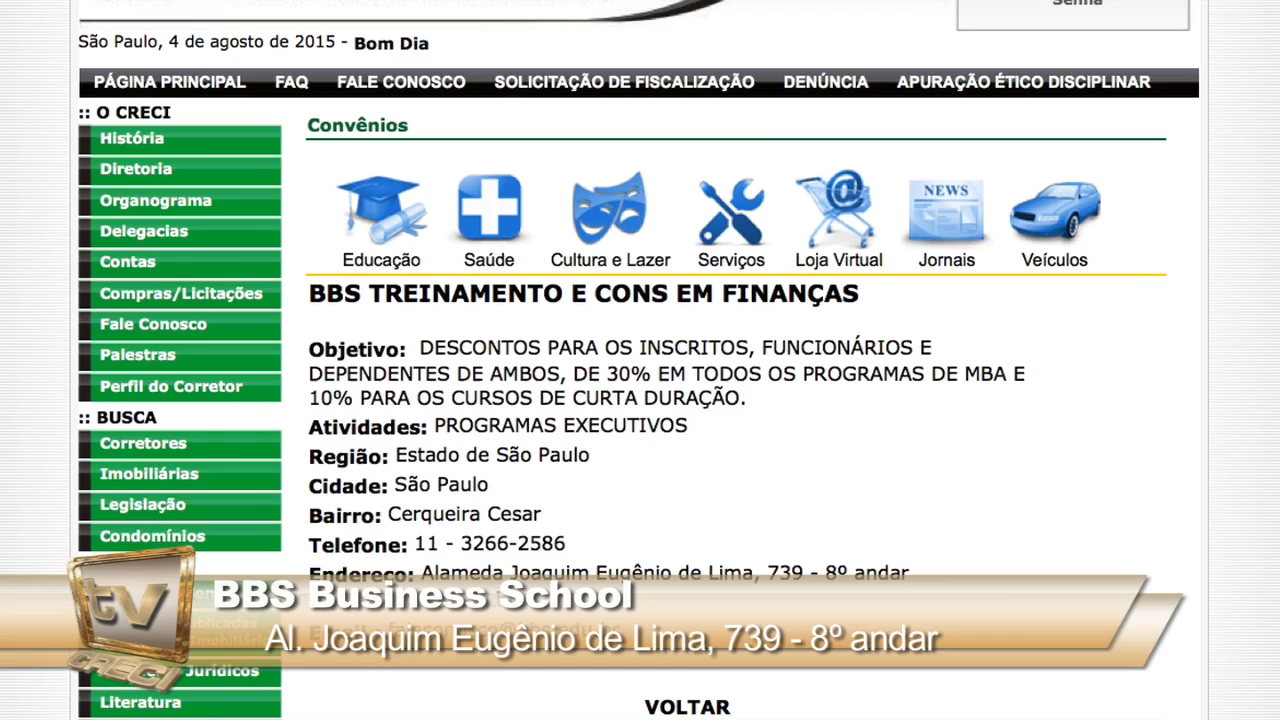 Senha
São Paulo, 4 de agosto de 2015 - Bom Dia
PÁGINA PRINCIPAL FAQ FALE CONOSCO SOLICITAÇÃO DE FISCALIZAÇÃO DENÚNCIA APURAÇÃO ÉTICO DISCIPLINAR
:: O CRECI
História
Diretoria
Organograma
Delegacias
Contas
Compras/Licitações
Fale Conosco
Palestras
Perfil do Corretor
:: BUSCA
Corretores
Imobiliárias
Legislação
Condomínios
Jurídicos
Literatura
Convênios
NEWS
Educação Saúde Cultura e Lazer Serviços Loja Virtual Jornais Veículos
BBS TREINAMENTO E CONS EM FINANÇAS
Objetivo: DESCONTOS PARA OS INSCRITOS, FUNCIONÁRIOS E
DEPENDENTES DE AMBOS, DE 30% EM TODOS OS PROGRAMAS DE MBA E
10% PARA OS CURSOS DE CURTA DURAÇÃO.
Atividades: PROGRAMAS EXECUTIVOS
Região: Estado de São Paulo
Cidade: São Paulo
Bairro: Cerqueira Cesar
Telefone: 11 - 3266-2586
Endereço: Alameda Joaquim Eugênio de Lima, 739 - 8º andar
VOLTAR
tv
CRECI
BBS Business School
Al. Joaquim Eugênio de Lima, 739 - 8º andar